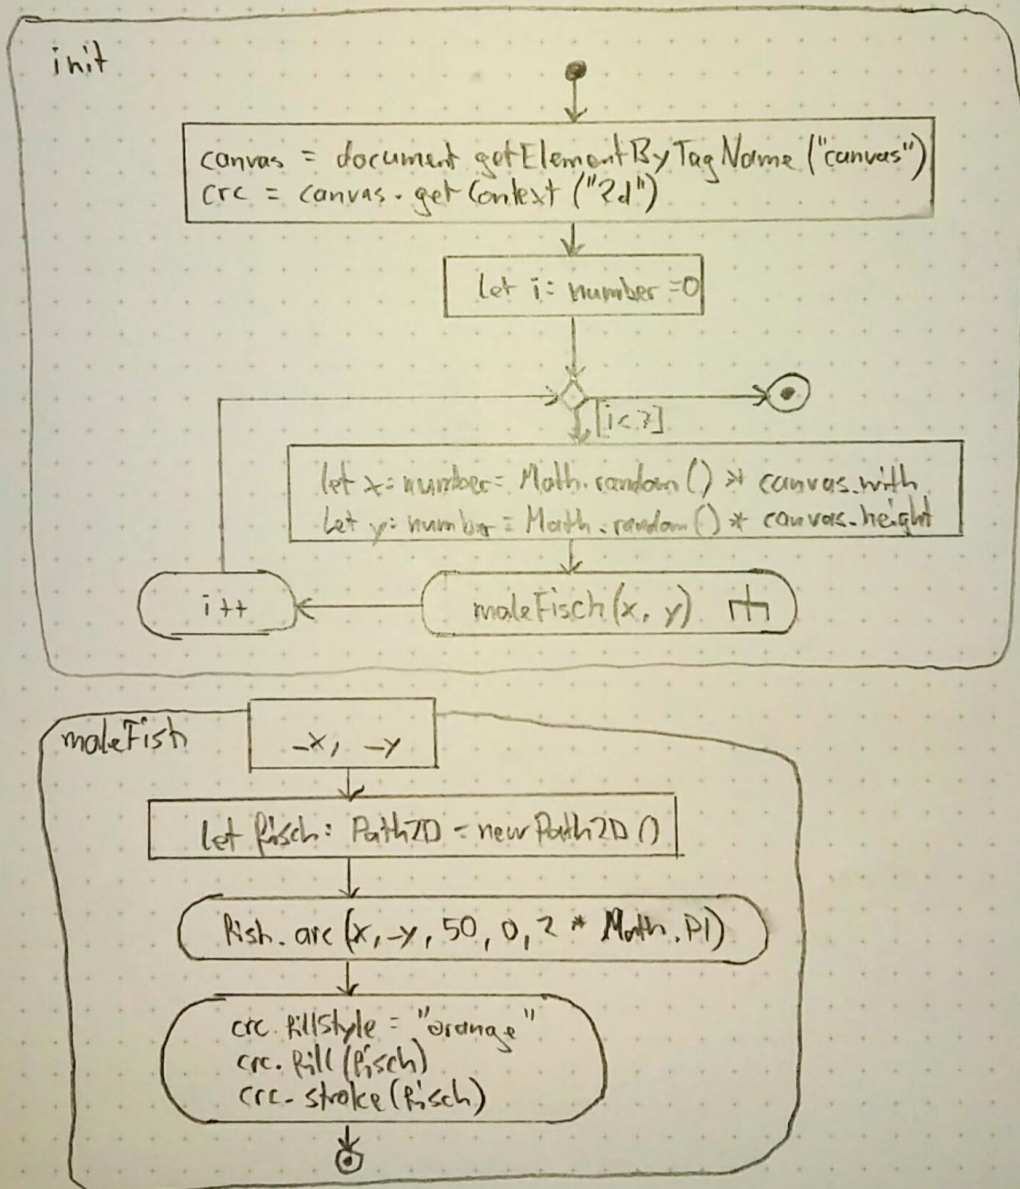 init
canvas = document getElementByTagName ("canvas")
crc = canvas.getContext ("2d")
let i: number =0
[i<7]
let x: number= Math.random () * canvas.with
let y: number = Math.random () * canvas.height
i++
maleFisch (x, y)
maleFish
_x, _y
let fisch: Path2D = new Path2D ()
fish.arc (x, _y, 50, 0, 2 * Math.PI)
crc.fillStyle = "orange"
crc.fill (fisch)
crc.stroke (fisch)